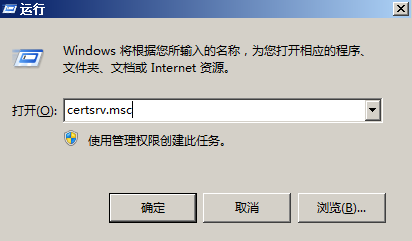 运行
Windows 将根据您所输入的名称，为您打开相应的程序、
文件夹、文档或 Internet 资源。
打开(O): certsrv.msc
使用管理权限创建此任务。
确定 取消 浏览(B)...